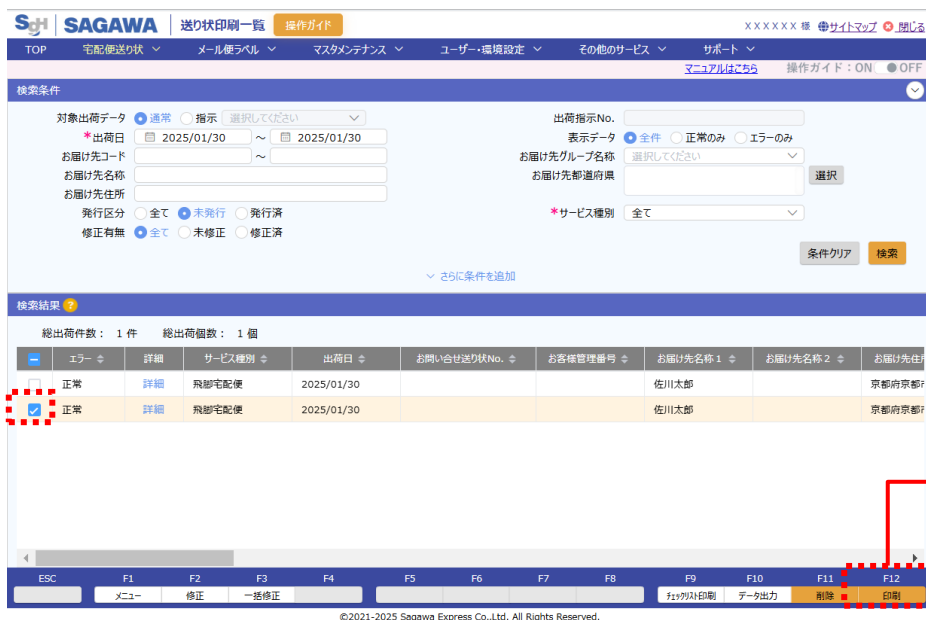 SGH SAGAWA 送り状印刷一覧 操作ガイド XXXXXX 様 サイトマップ 閉じる
TOP 宅配便送り状 メール便ラベル マスタメンテナンス ユーザー・環境設定 その他のサービス サポート
マニュアルはこちら 操作ガイド：ON OFF
検索条件
対象出荷データ 通常 指示 選択してください 出荷指示No.
*出荷日 2025/01/30 ～ 2025/01/30 表示データ 全件 正常のみ エラーのみ
お届け先コード ～ お届け先グループ名称 選択してください
お届け先名称 お届け先都道府県 選択
お届け先住所
発行区分 全て 未発行 発行済 *サービス種別 全て
修正有無 全て 未修正 修正済
条件クリア 検索
さらに条件を追加
検索結果 ?
総出荷件数： 1 件 総出荷個数： 1 個
エラー 詳細 サービス種別 出荷日 お問い合せ送り状No. お客様管理番号 お届け先名称１ お届け先名称２ お届け先住所
正常 詳細 飛脚宅配便 2025/01/30 佐川太郎 京都府京都市
正常 詳細 飛脚宅配便 2025/01/30 佐川太郎 京都府京都市
ESC F1 F2 F3 F4 F5 F6 F7 F8 F9 F10 F11 F12
メニュー 修正 一括修正 チェックリスト印刷 データ出力 削除 印刷
©2021-2025 Sagawa Express Co.,Ltd. All Rights Reserved.